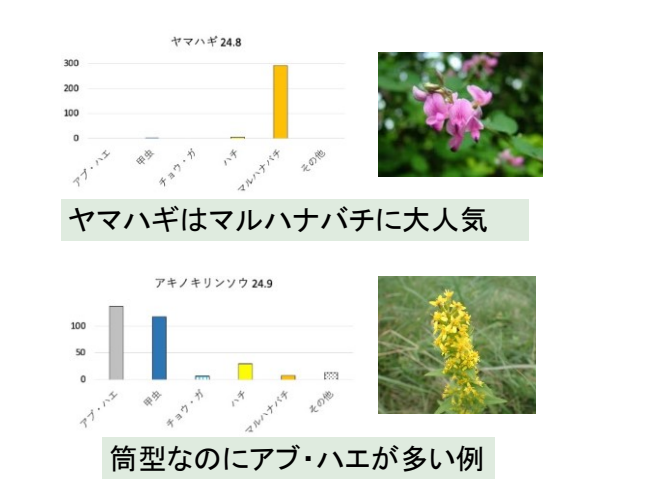 ヤマハギ 24.8
300
200
100
0
アブ・ハエ
甲虫
チョウ・ガ
ハチ
マルハナバチ
その他
ヤマハギはマルハナバチに大人気
アキノキリンソウ 24.9
100
50
0
アブ・ハエ
甲虫
チョウ・ガ
ハチ
マルハナバチ
その他
筒型なのにアブ・ハエが多い例